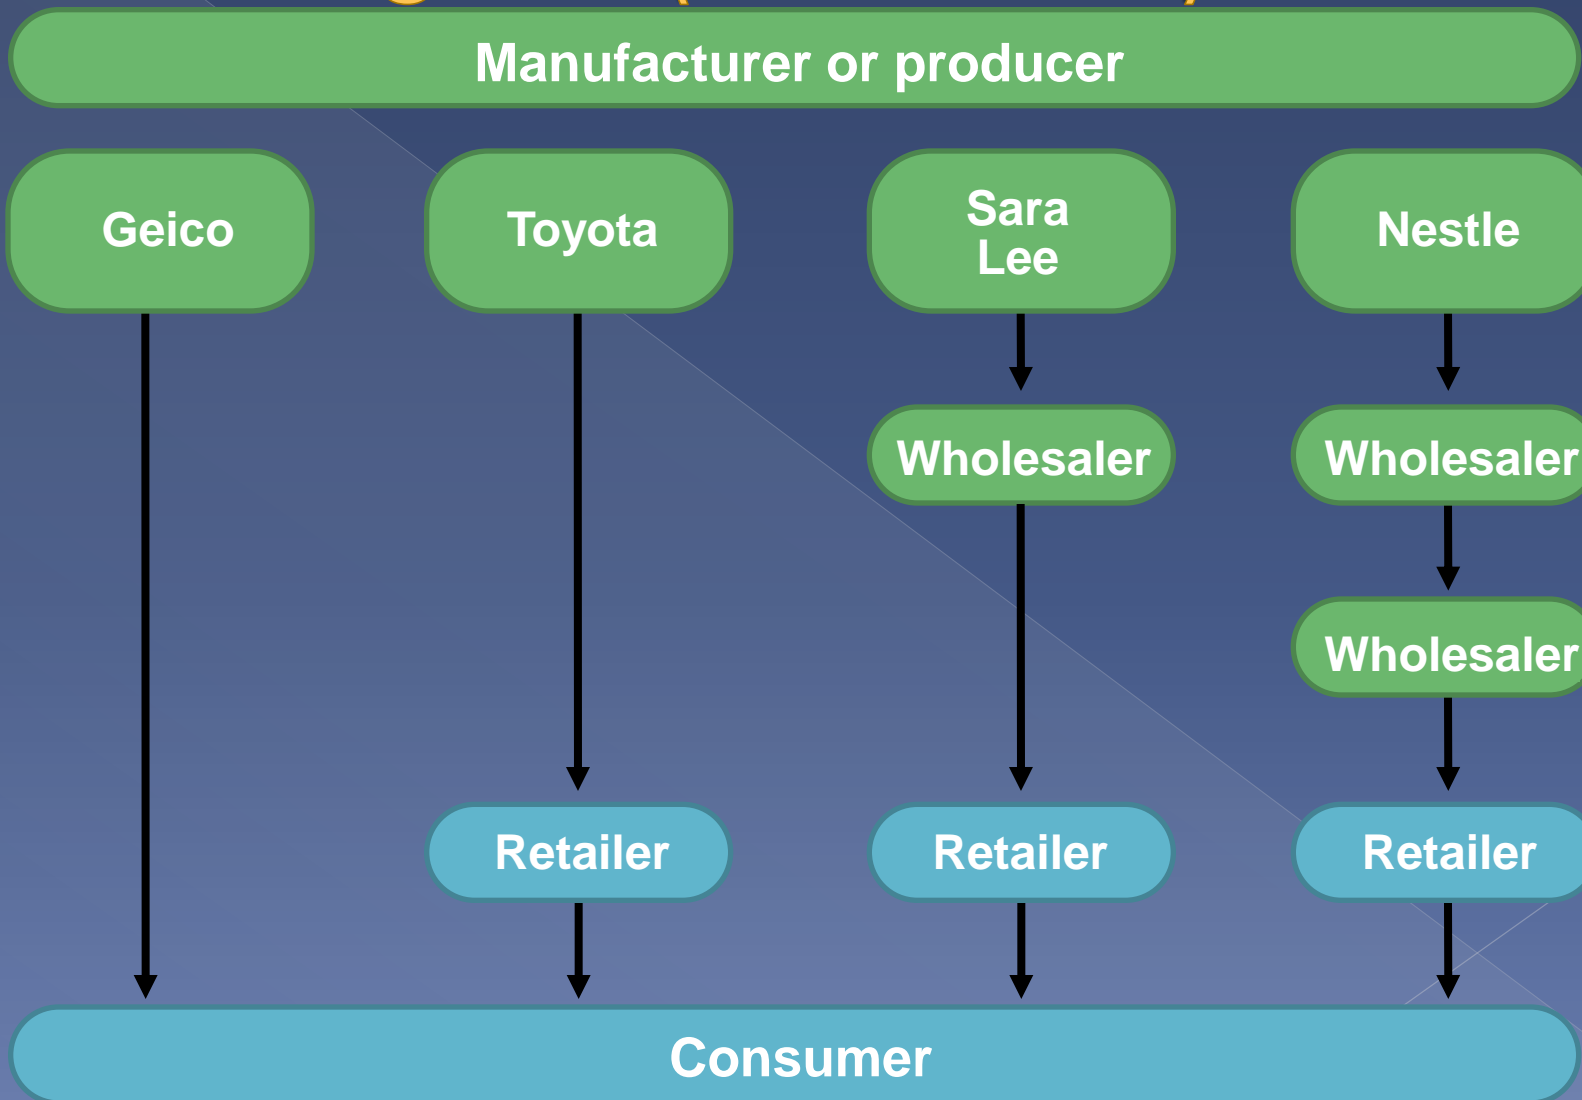 Manufacturer or producer
Geico
Toyota
Sara
Lee
Nestle
Wholesaler
Wholesaler
Wholesaler
Retailer
Retailer
Retailer
Consumer